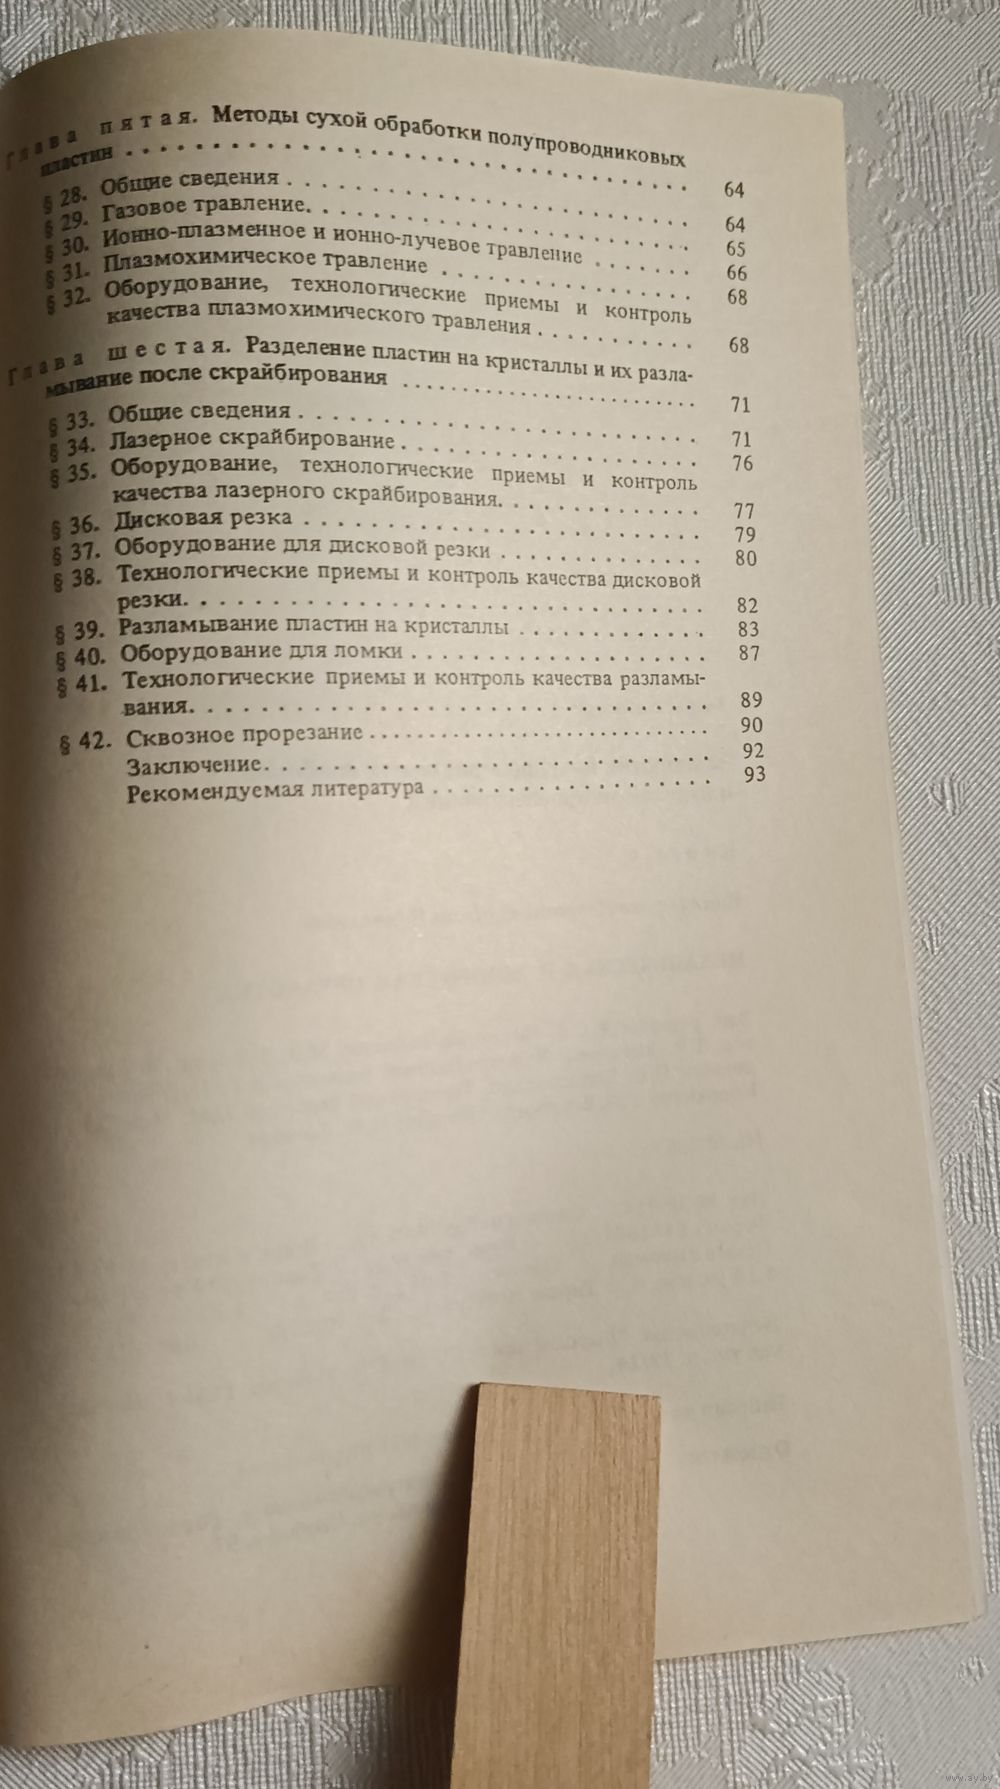 Глава пятая. Методы сухой обработки полупроводниковых
пластин . . . . . . . . . . . . . . . . . . . . . . . . . . . . 64
§ 28. Общие сведения . . . . . . . . . . . . . . . . . . . . 64
§ 29. Газовое травление. . . . . . . . . . . . . . . . . . . 65
§ 30. Ионно-плазменное и ионно-лучевое травление . . . . . . . 66
§ 31. Плазмохимическое травление . . . . . . . . . . . . . 68
§ 32. Оборудование, технологические приемы и контроль
качества плазмохимического травления . . . . . . . . . . 68
Глава шестая. Разделение пластин на кристаллы и их разла-
мывание после скрайбирования . . . . . . . . . . . . . . . . 71
§ 33. Общие сведения . . . . . . . . . . . . . . . . . . . . 71
§ 34. Лазерное скрайбирование . . . . . . . . . . . . . . . 76
§ 35. Оборудование, технологические приемы и контроль
качества лазерного скрайбирования. . . . . . . . . . . . 77
§ 36. Дисковая резка . . . . . . . . . . . . . . . . . . . . 79
§ 37. Оборудование для дисковой резки . . . . . . . . . . . 80
§ 38. Технологические приемы и контроль качества дисковой
резки. . . . . . . . . . . . . . . . . . . . . . . . . . . 82
§ 39. Разламывание пластин на кристаллы . . . . . . . . . . 83
§ 40. Оборудование для ломки . . . . . . . . . . . . . . . . 87
§ 41. Технологические приемы и контроль качества разламы-
вания. . . . . . . . . . . . . . . . . . . . . . . . . . . 89
§ 42. Сквозное прорезание . . . . . . . . . . . . . . . . . 90
Заключение. . . . . . . . . . . . . . . . . . . . . . . . 92
Рекомендуемая литература . . . . . . . . . . . . . . . . . 93
www.ay.by